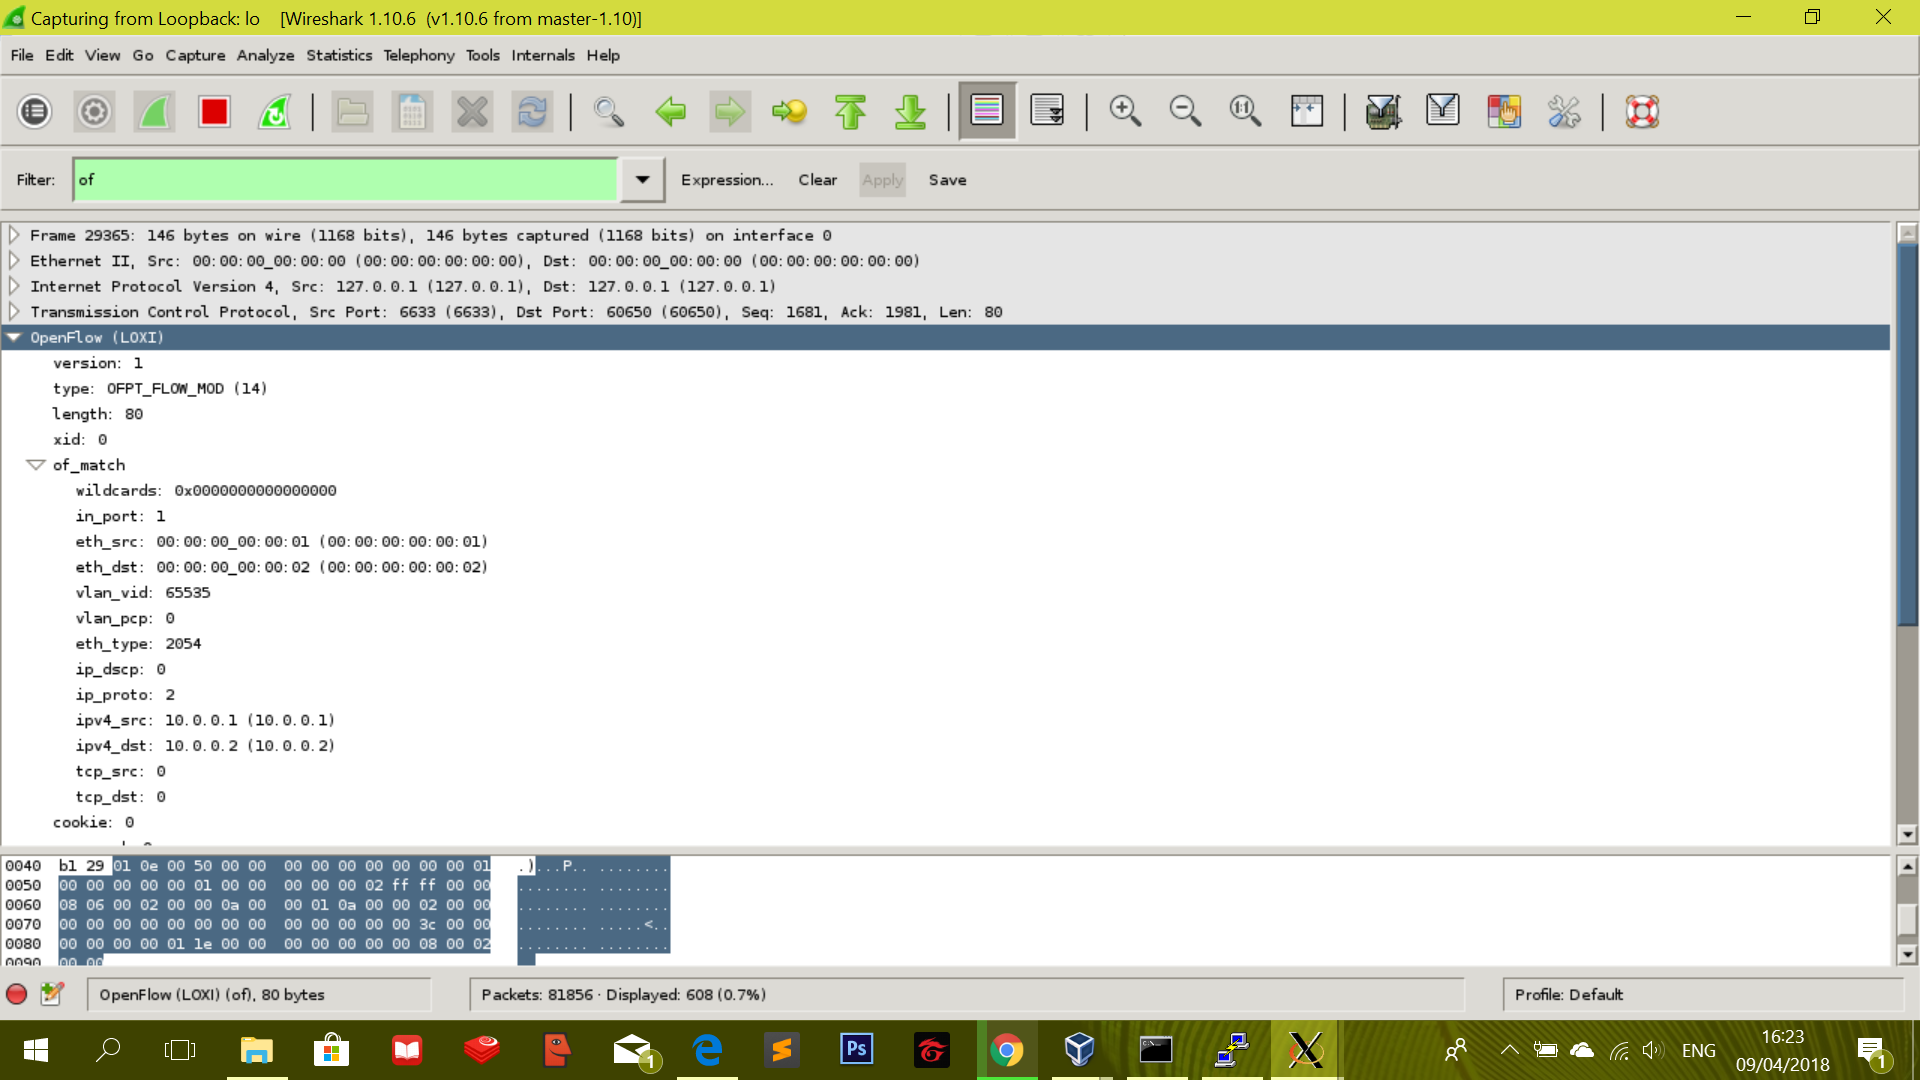 Capturing from Loopback: lo [Wireshark 1.10.6 (v1.10.6 from master-1.10)]
File Edit View Go Capture Analyze Statistics Telephony Tools Internals Help
Filter: of Expression... Clear Apply Save
Frame 29365: 146 bytes on wire (1168 bits), 146 bytes captured (1168 bits) on interface 0
Ethernet II, Src: 00:00:00_00:00:00 (00:00:00:00:00:00), Dst: 00:00:00_00:00:00 (00:00:00:00:00:00)
Internet Protocol Version 4, Src: 127.0.0.1 (127.0.0.1), Dst: 127.0.0.1 (127.0.0.1)
Transmission Control Protocol, Src Port: 6633 (6633), Dst Port: 60650 (60650), Seq: 1681, Ack: 1981, Len: 80
OpenFlow (LOXI)
version: 1
type: OFPT_FLOW_MOD (14)
length: 80
xid: 0
of_match
wildcards: 0x0000000000000000
in_port: 1
eth_src: 00:00:00_00:00:01 (00:00:00:00:00:01)
eth_dst: 00:00:00_00:00:02 (00:00:00:00:00:02)
vlan_vid: 65535
vlan_pcp: 0
eth_type: 2054
ip_dscp: 0
ip_proto: 2
ipv4_src: 10.0.0.1 (10.0.0.1)
ipv4_dst: 10.0.0.2 (10.0.0.2)
tcp_src: 0
tcp_dst: 0
cookie: 0
0040 b1 29 01 0e 00 50 00 00 00 00 00 00 00 00 00 01 .)...P.. ........
0050 00 00 00 00 00 01 00 00 00 00 00 02 ff ff 00 00 ........ ........
0060 08 06 00 02 00 00 0a 00 00 01 0a 00 00 02 00 00 ........ ........
0070 00 00 00 00 00 00 00 00 00 00 00 00 00 3c 00 00 ........ .....<..
0080 00 00 00 00 01 1e 00 00 00 00 00 00 00 08 00 02 ........ ........
0090 00 00
OpenFlow (LOXI) (of), 80 bytes Packets: 81856 · Displayed: 608 (0.7%) Profile: Default
1 Ps ENG 16:23 1
09/04/2018